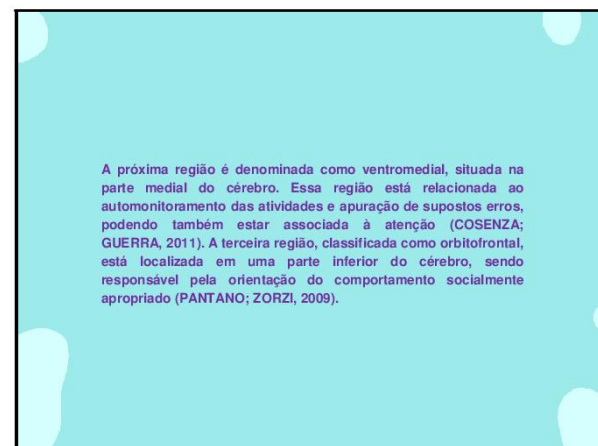 A próxima região é denominada como ventromedial, situada na
parte medial do cérebro. Essa região está relacionada ao
automonitoramento das atividades e apuração de supostos erros,
podendo também estar associada à atenção (COSENZA;
GUERRA, 2011). A terceira região, classificada como orbitofrontal,
está localizada em uma parte inferior do cérebro, sendo
responsável pela orientação do comportamento socialmente
apropriado (PANTANO; ZORZI, 2009).